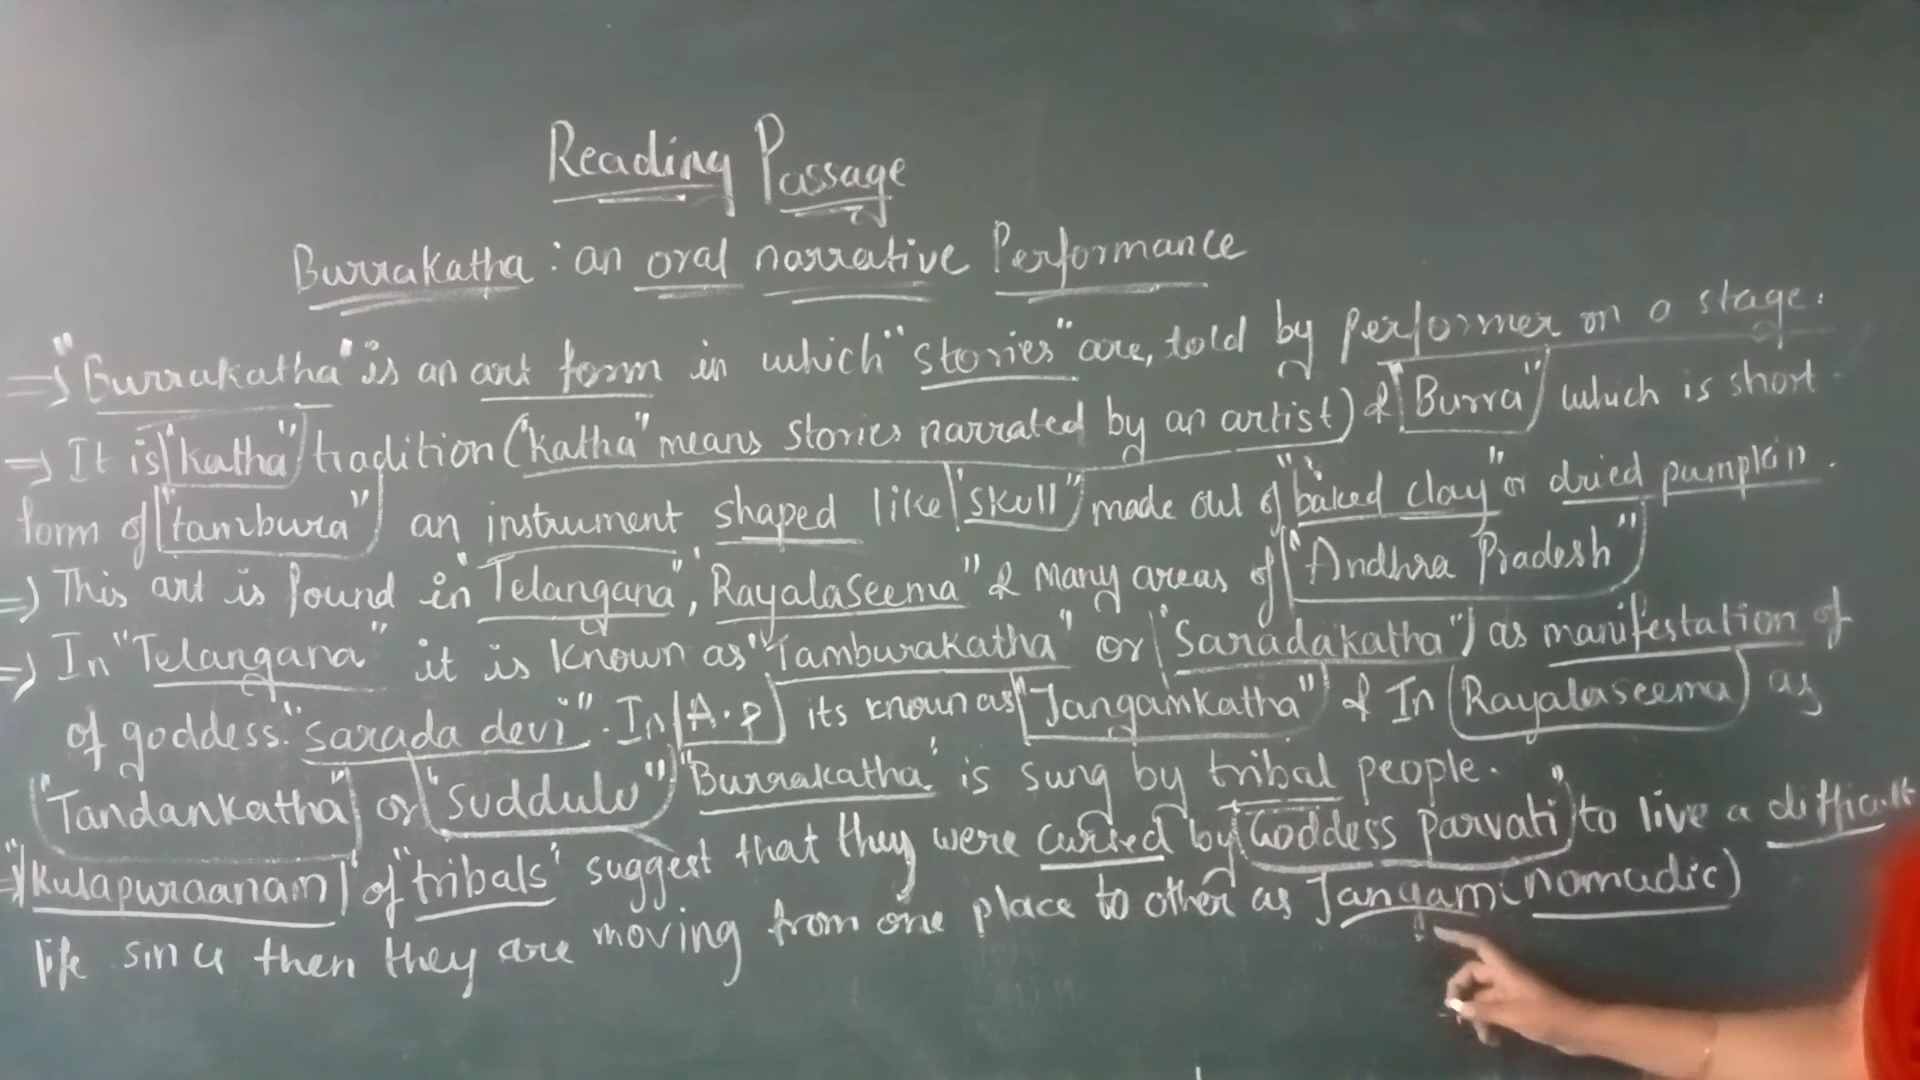 Reading Passage
Burrakatha : an oral narrative Performance
⇒ "Burrakatha" is an art form in which "stories" are, told by performer on a stage.
⇒ It is "katha" tradition ("katha" means stories narrated by an artist) & "Burra" which is short
form of "tambura" an instrument shaped like "skull" made out of "baked clay" or dried pumpkin.
⇒ This art is found in "Telangana", "Rayalaseema" & many areas of "Andhra Pradesh"
⇒ In "Telangana" it is known as "Tamburakatha" or "Saradakatha" as manifestation of
of goddess "sarada devi". In A.P its known as "Jangamkatha" & In Rayalaseema as
"Tandankatha" or "Suddulu" "Burrakatha" is sung by tribal people.
⇒ Kulapuraanam of "tribals" suggest that they were cursed by Goddess Parvati" to live a difficult
life since then they are moving from one place to other as Jangam (nomadic)